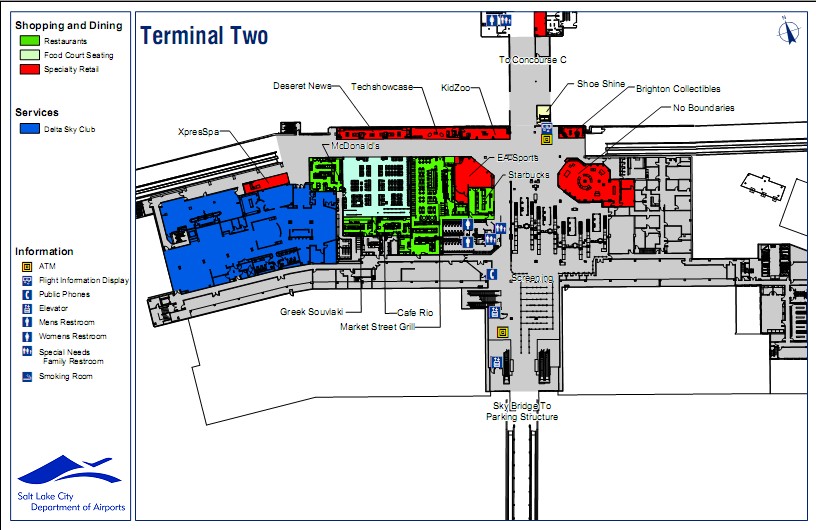 Shopping and Dining
Restaurants
Food Court Seating
Specialty Retail
Services
Delta Sky Club
Information
ATM
Flight Information Display
Public Phones
Elevator
Mens Restroom
Womens Restroom
Special Needs
Family Restroom
Smoking Room
Salt Lake City
Department of Airports
Terminal Two
N
To Concourse C
Deseret News
Techshowcase
KidZoo
Shoe Shine
Brighton Collectibles
No Boundaries
XpresSpa
McDonald's
EA Sports
Starbucks
Screening
Greek Souvlaki
Cafe Rio
Market Street Grill
Sky Bridge To
Parking Structure